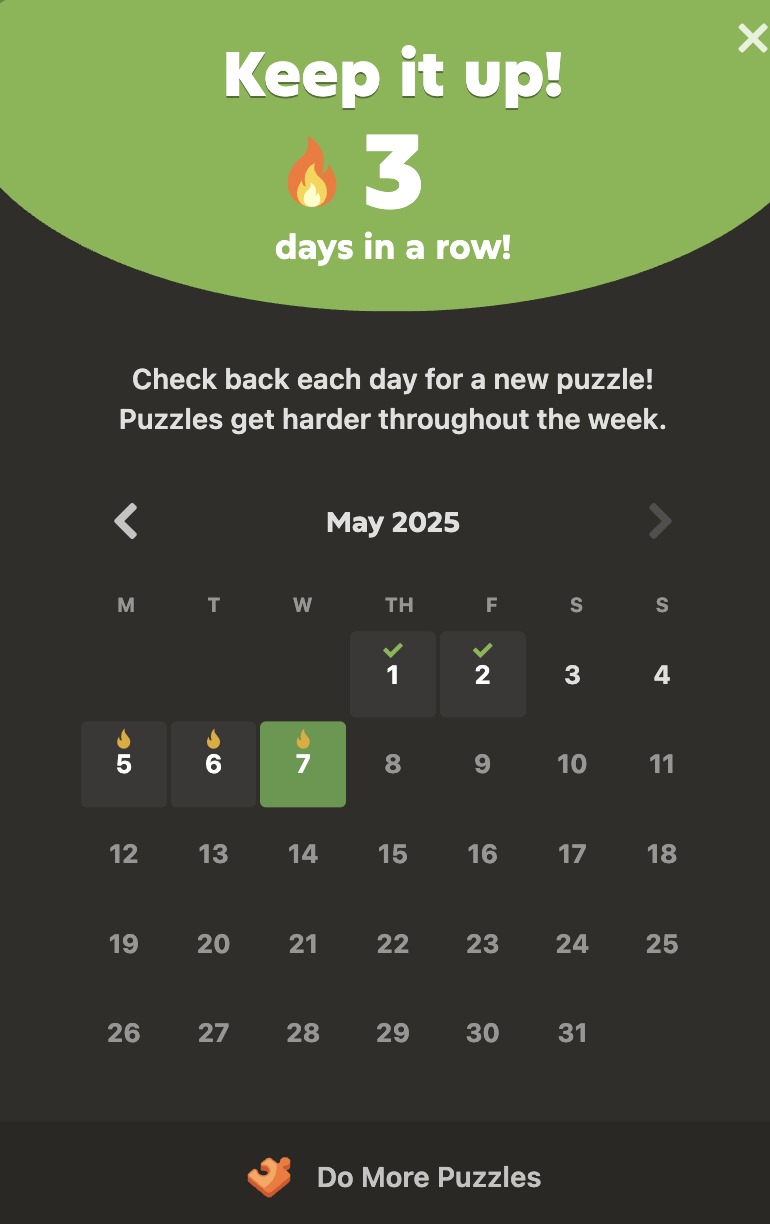 Keep it up!
3
days in a row!
Check back each day for a new puzzle!
Puzzles get harder throughout the week.
May 2025
M T W TH F S S
1 2 3 4
5 6 7 8 9 10 11
12 13 14 15 16 17 18
19 20 21 22 23 24 25
26 27 28 29 30 31
Do More Puzzles